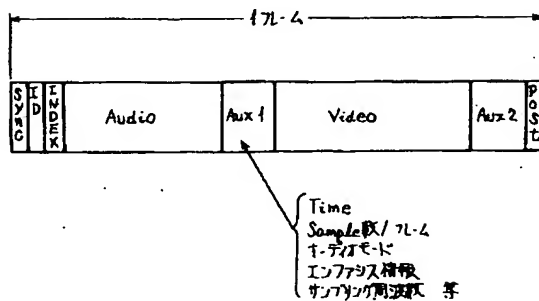 1フレーム
SYNC ID INDEX Audio Aux1 Video Aux2 POST
Time
Sample数/フレーム
オーディオモード
エンファシス情報
サンプリング周波数 等